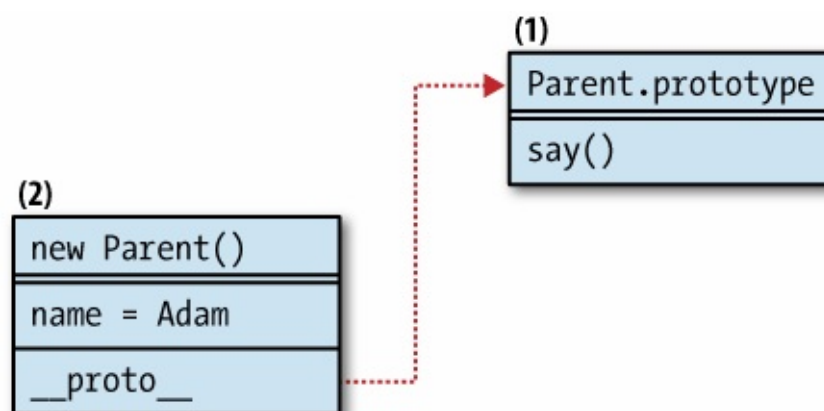 (1)
Parent.prototype
say()
(2)
new Parent()
name = Adam
__proto__